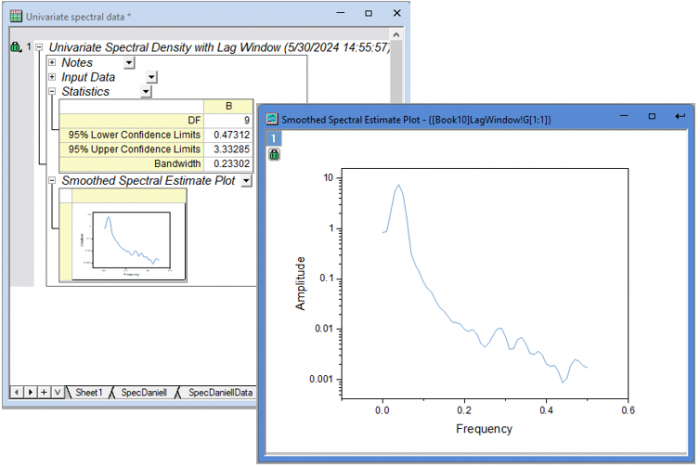 Univariate spectral data *
1 Univariate Spectral Density with Lag Window (5/30/2024 14:55:57)
Notes
Input Data
Statistics
B
DF 9
95% Lower Confidence Limits 0.47312
95% Upper Confidence Limits 3.33285
Bandwidth 0.23302
Smoothed Spectral Estimate Plot
Amplitude
Frequency
Sheet1 SpecDaniell SpecDaniellData
Smoothed Spectral Estimate Plot - ([Book10]LagWindow!G[1:1])
1
10
1
0.1
0.01
0.001
Amplitude
0.0 0.2 0.4 0.6
Frequency